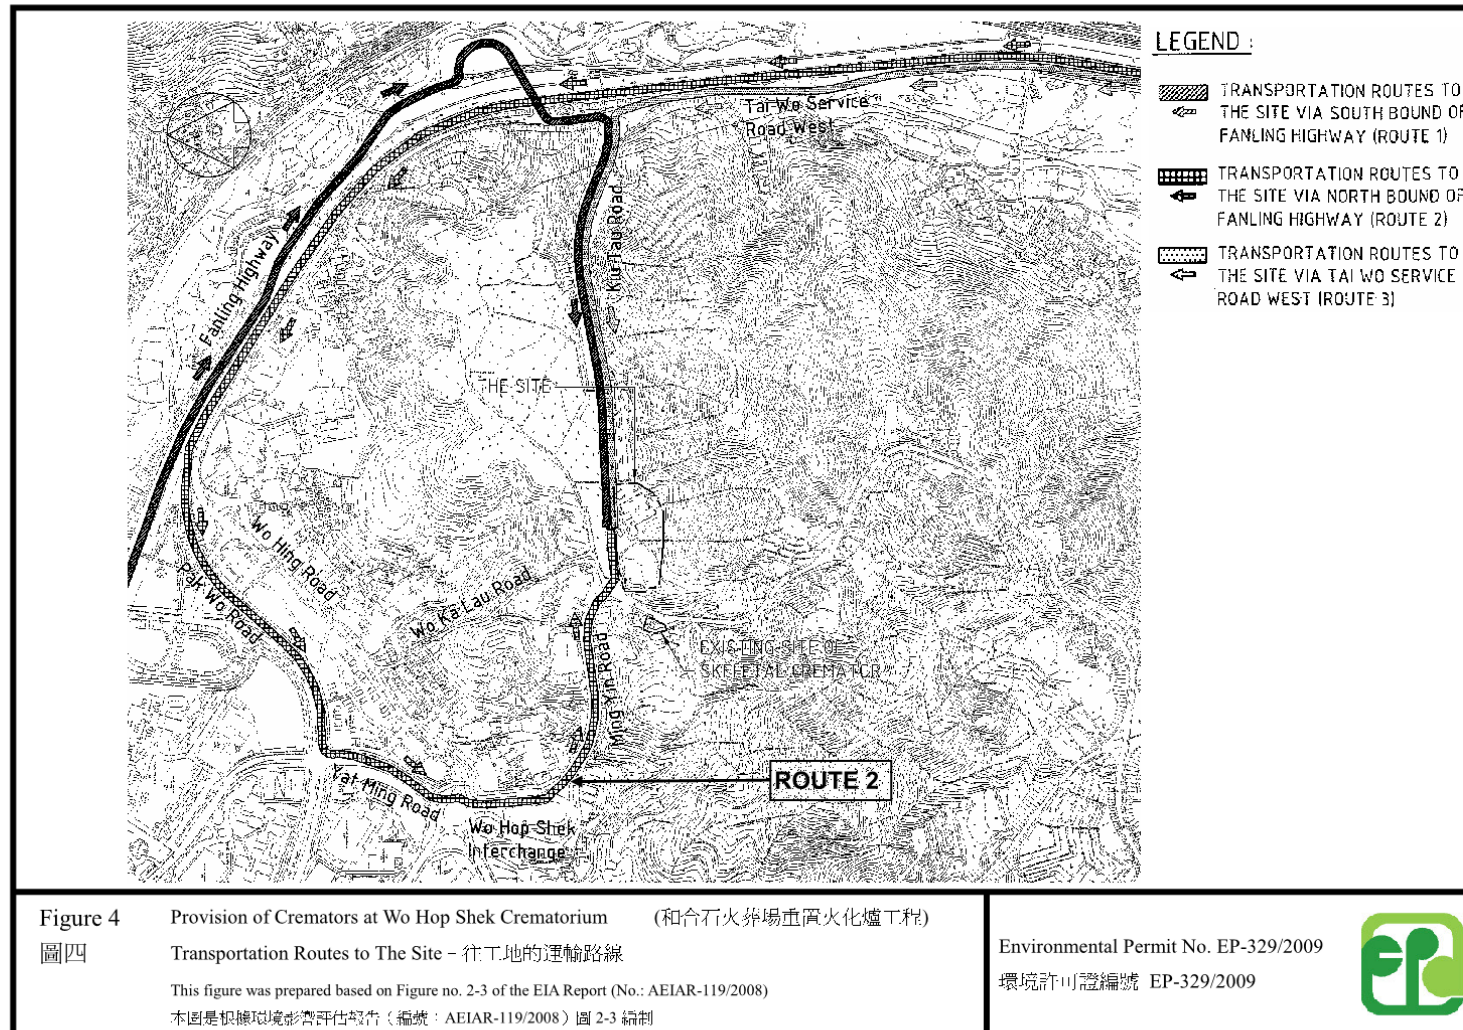 LEGEND :
TRANSPORTATION ROUTES TO
THE SITE VIA SOUTH BOUND OF
FANLING HIGHWAY (ROUTE 1)
TRANSPORTATION ROUTES TO
THE SITE VIA NORTH BOUND OF
FANLING HIGHWAY (ROUTE 2)
TRANSPORTATION ROUTES TO
THE SITE VIA TAI WO SERVICE
ROAD WEST (ROUTE 3)
Tai Wo Service
Road West
Kiu Tau Road
Fanling Highway
THE SITE
Wo Hing Road
Pak Wo Road
Wo Ka Lau Road
EXISTING SITE OF
SKELETAL CREMATOR
Ming Yin Road
ROUTE 2
Yat Ming Road
Wo Hop Shek
Interchange
Figure 4 Provision of Cremators at Wo Hop Shek Crematorium (和合石火葬場重置火化爐工程)
圖四 Transportation Routes to The Site – 往工地的運輸路線
This figure was prepared based on Figure no. 2-3 of the EIA Report (No.: AEIAR-119/2008)
本圖是根據環境影響評估報告（編號：AEIAR-119/2008）圖 2-3 編制
Environmental Permit No. EP-329/2009
環境許可證編號 EP-329/2009